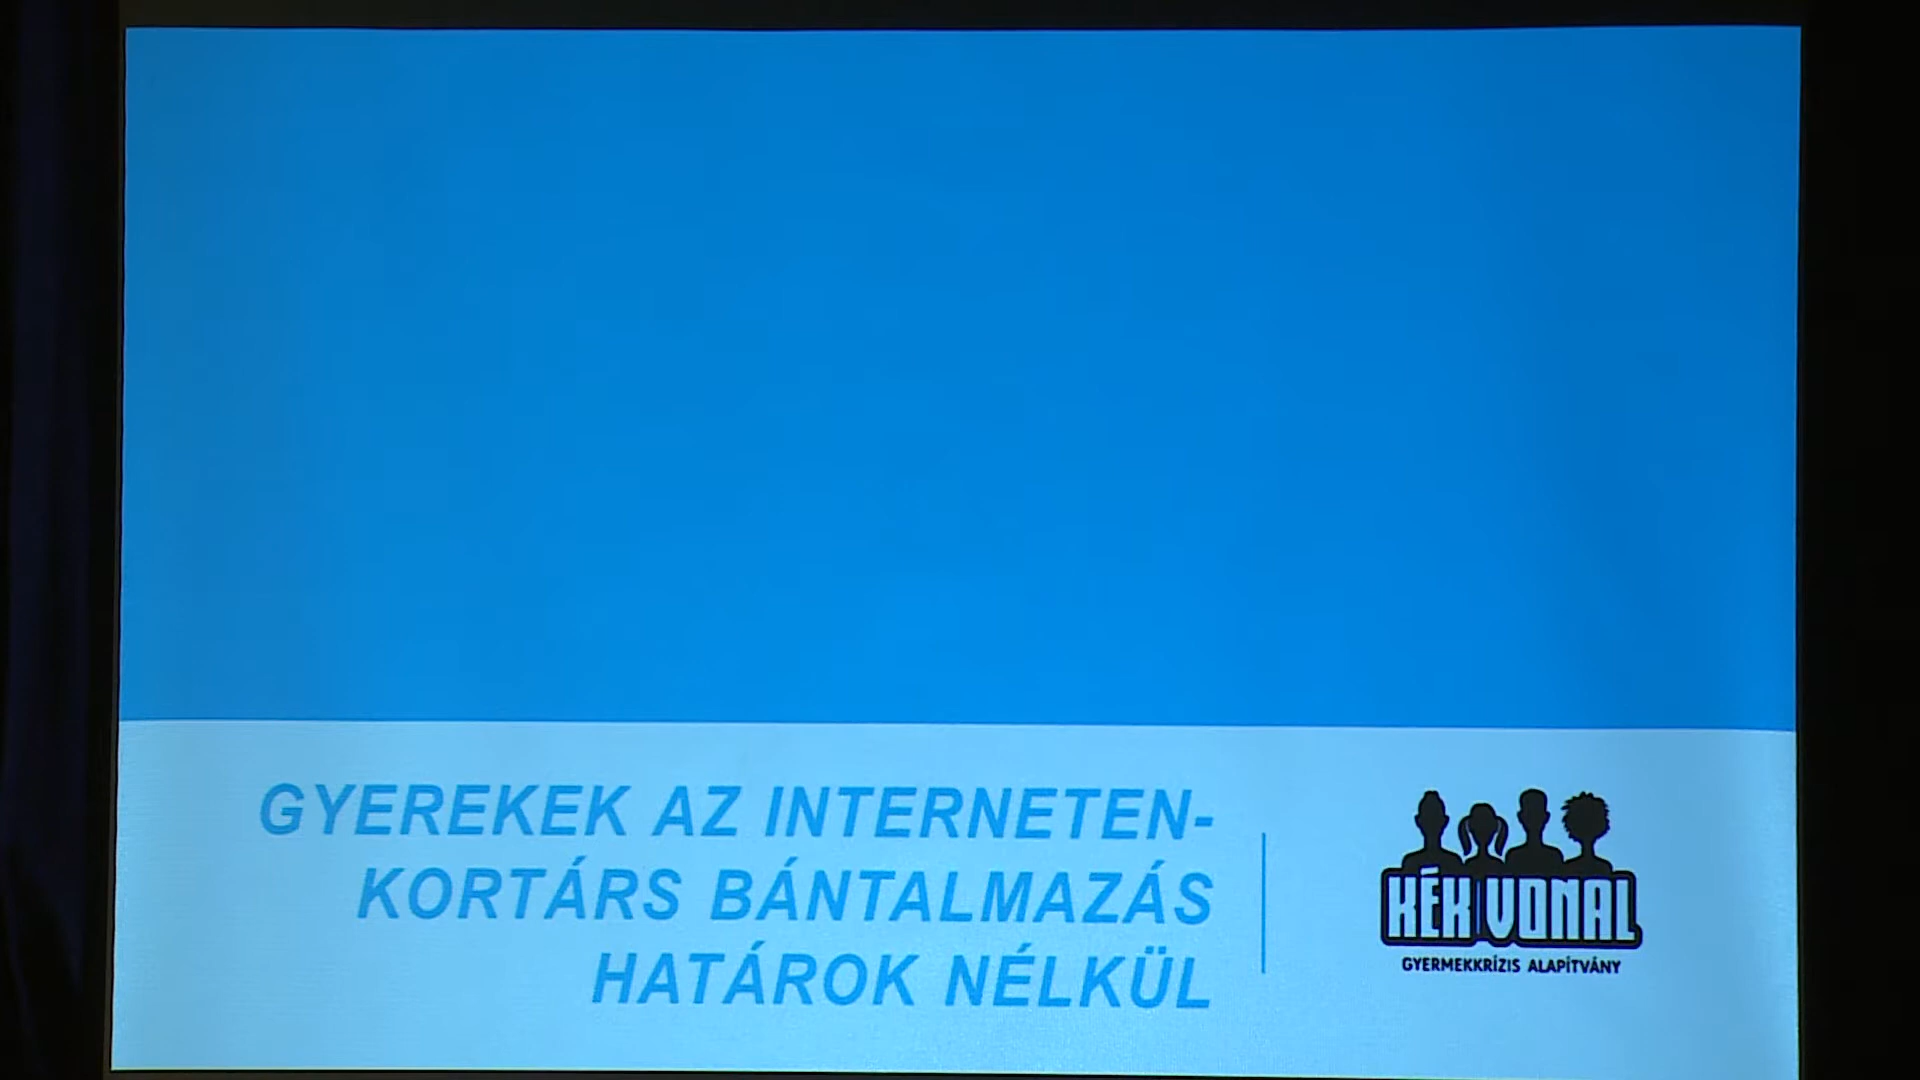 GYEREKEK AZ INTERNETEN-
KORTÁRS BÁNTALMAZÁS
HATÁROK NÉLKÜL
KÉK VONAL
GYERMEKKRÍZIS ALAPÍTVÁNY